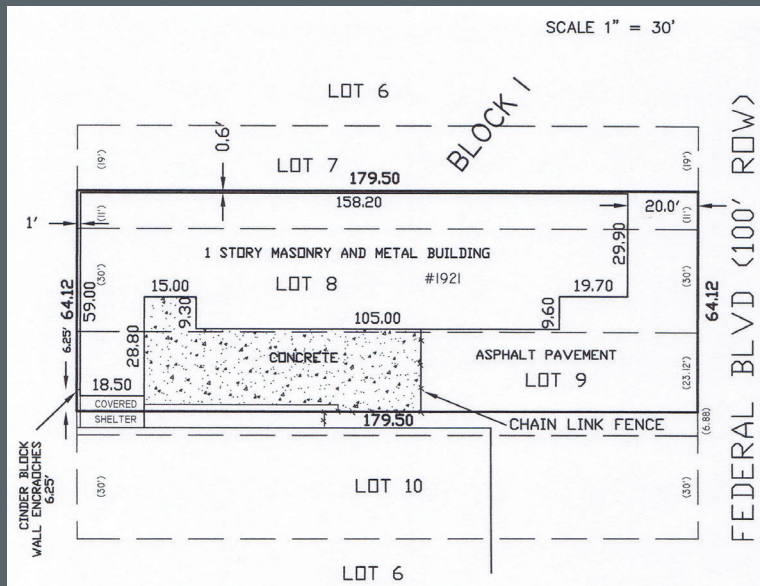 SCALE 1" = 30'
LOT 6
BLOCK 1
0.6'
(19')
LOT 7
(19')
179.50
158.20
1'
(11')
20.0'
(11')
1 STORY MASONRY AND METAL BUILDING
#1921
29.90
(30')
15.00
LOT 8
19.70
(30')
64.12
59.00
9.30
105.00
9.60
64.12
6.25'
28.80
CONCRETE
ASPHALT PAVEMENT
LOT 9
(23.12')
18.50
COVERED
SHELTER
179.50
CHAIN LINK FENCE
(6.88)
CINDER BLOCK
WALL ENCROACHES
6.25'
(30')
LOT 10
(30')
LOT 6
FEDERAL BLVD (100' ROW)